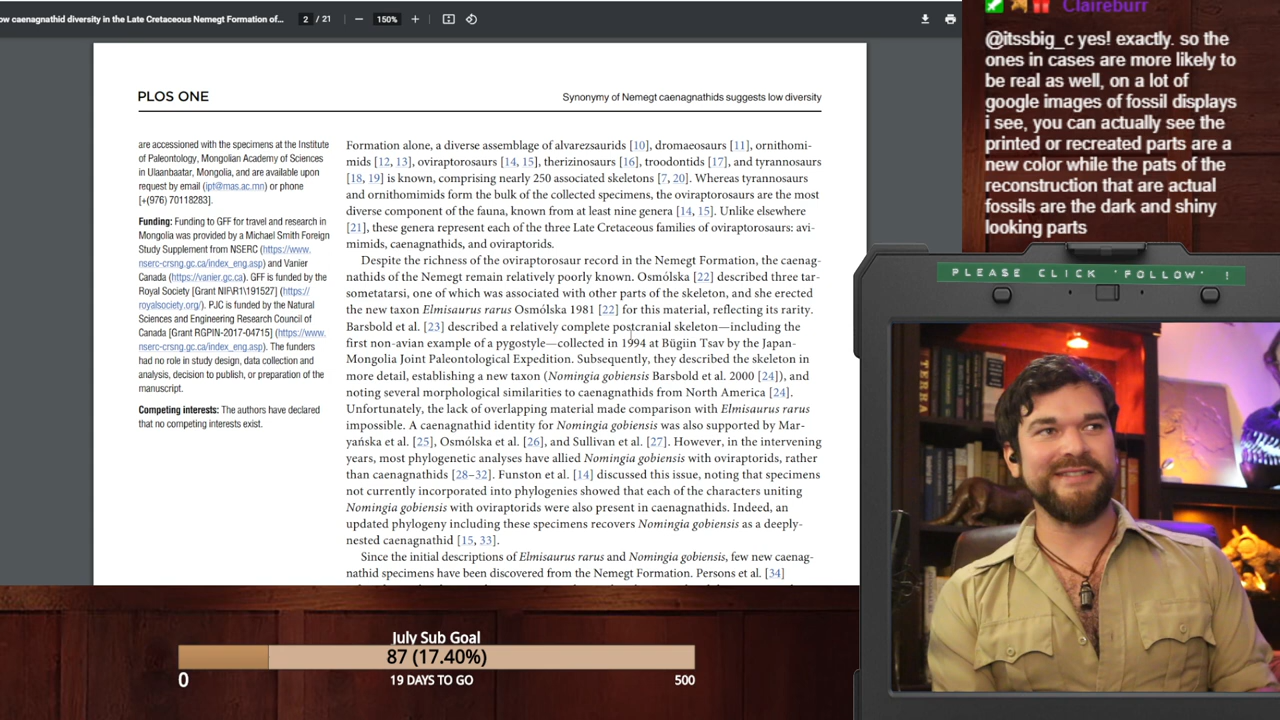 ow caenagnathid diversity in the Late Cretaceous Nemegt Formation of...
2 / 21
150%
PLOS ONE
Synonymy of Nemegt caenagnathids suggests low diversity
are accessioned with the specimens at the Institute
of Paleontology, Mongolian Academy of Sciences
in Ulaanbaatar, Mongolia, and are available upon
request by email (ipt@mas.ac.mn) or phone
[+(976) 70118283].
Funding: Funding to GFF for travel and research in
Mongolia was provided by a Michael Smith Foreign
Study Supplement from NSERC (https://www.
nserc-crsng.gc.ca/index_eng.asp) and Vanier
Canada (https://vanier.gc.ca). GFF is funded by the
Royal Society [Grant NIF\R1\191527] (https://
royalsociety.org/). PJC is funded by the Natural
Sciences and Engineering Research Council of
Canada [Grant RGPIN-2017-04715] (https://www.
nserc-crsng.gc.ca/index_eng.asp). The funders
had no role in study design, data collection and
analysis, decision to publish, or preparation of the
manuscript.
Competing interests: The authors have declared
that no competing interests exist.
Formation alone, a diverse assemblage of alvarezsaurids [10], dromaeosaurs [11], ornithomi-
mids [12, 13], oviraptorosaurs [14, 15], therizinosaurs [16], troodontids [17], and tyrannosaurs
[18, 19] is known, comprising nearly 250 associated skeletons [7, 20]. Whereas tyrannosaurs
and ornithomimids form the bulk of the collected specimens, the oviraptorosaurs are the most
diverse component of the fauna, known from at least nine genera [14, 15]. Unlike elsewhere
[21], these genera represent each of the three Late Cretaceous families of oviraptorosaurs: avi-
mimids, caenagnathids, and oviraptorids.
Despite the richness of the oviraptorosaur record in the Nemegt Formation, the caenag-
nathids of the Nemegt remain relatively poorly known. Osmólska [22] described three tar-
sometatarsi, one of which was associated with other parts of the skeleton, and she erected
the new taxon Elmisaurus rarus Osmólska 1981 [22] for this material, reflecting its rarity.
Barsbold et al. [23] described a relatively complete postcranial skeleton—including the
first non-avian example of a pygostyle—collected in 1994 at Bügiin Tsav by the Japan-
Mongolia Joint Paleontological Expedition. Subsequently, they described the skeleton in
more detail, establishing a new taxon (Nomingia gobiensis Barsbold et al. 2000 [24]), and
noting several morphological similarities to caenagnathids from North America [24].
Unfortunately, the lack of overlapping material made comparison with Elmisaurus rarus
impossible. A caenagnathid identity for Nomingia gobiensis was also supported by Mar-
yańska et al. [25], Osmólska et al. [26], and Sullivan et al. [27]. However, in the intervening
years, most phylogenetic analyses have allied Nomingia gobiensis with oviraptorids, rather
than caenagnathids [28–32]. Funston et al. [14] discussed this issue, noting that specimens
not currently incorporated into phylogenies showed that each of the characters uniting
Nomingia gobiensis with oviraptorids were also present in caenagnathids. Indeed, an
updated phylogeny including these specimens recovers Nomingia gobiensis as a deeply-
nested caenagnathid [15, 33].
Since the initial descriptions of Elmisaurus rarus and Nomingia gobiensis, few new caenag-
nathid specimens have been discovered from the Nemegt Formation. Persons et al. [34]
Claireburr
@itssbig_c yes! exactly. so the
ones in cases are more likely to
be real as well, on a lot of
google images of fossil displays
i see, you can actually see the
printed or recreated parts are a
new color while the pats of the
reconstruction that are actual
fossils are the dark and shiny
looking parts
PLEASE CLICK 'FOLLOW' !
July Sub Goal
87 (17.40%)
0
19 DAYS TO GO
500